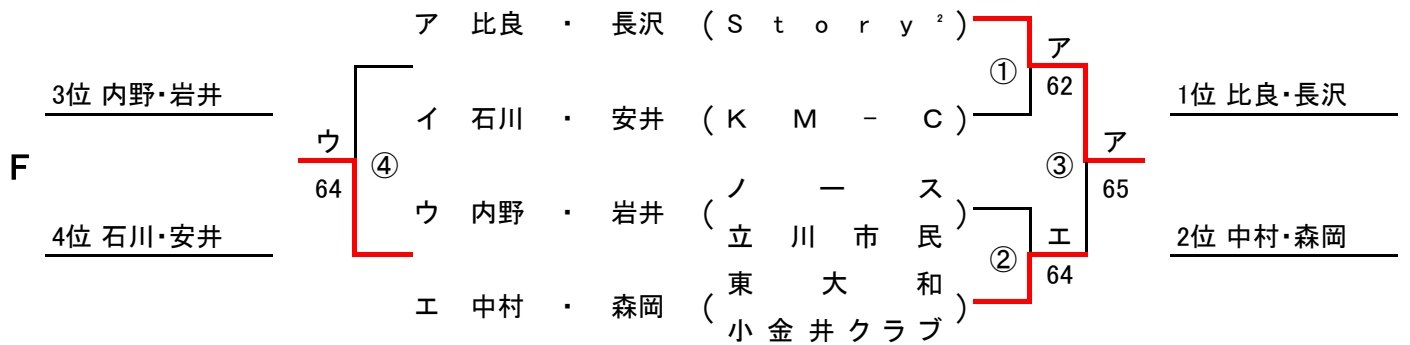 ア 比良 ・ 長沢 (Story²)
ア
①
62
3位 内野・岩井
1位 比良・長沢
イ 石川 ・ 安井 (KM-C)
ウ
ア
F
④
③
64
65
ウ 内野 ・ 岩井 (ノース
立川市民)
4位 石川・安井
エ
2位 中村・森岡
②
64
エ 中村 ・ 森岡 (東大和
小金井クラブ)